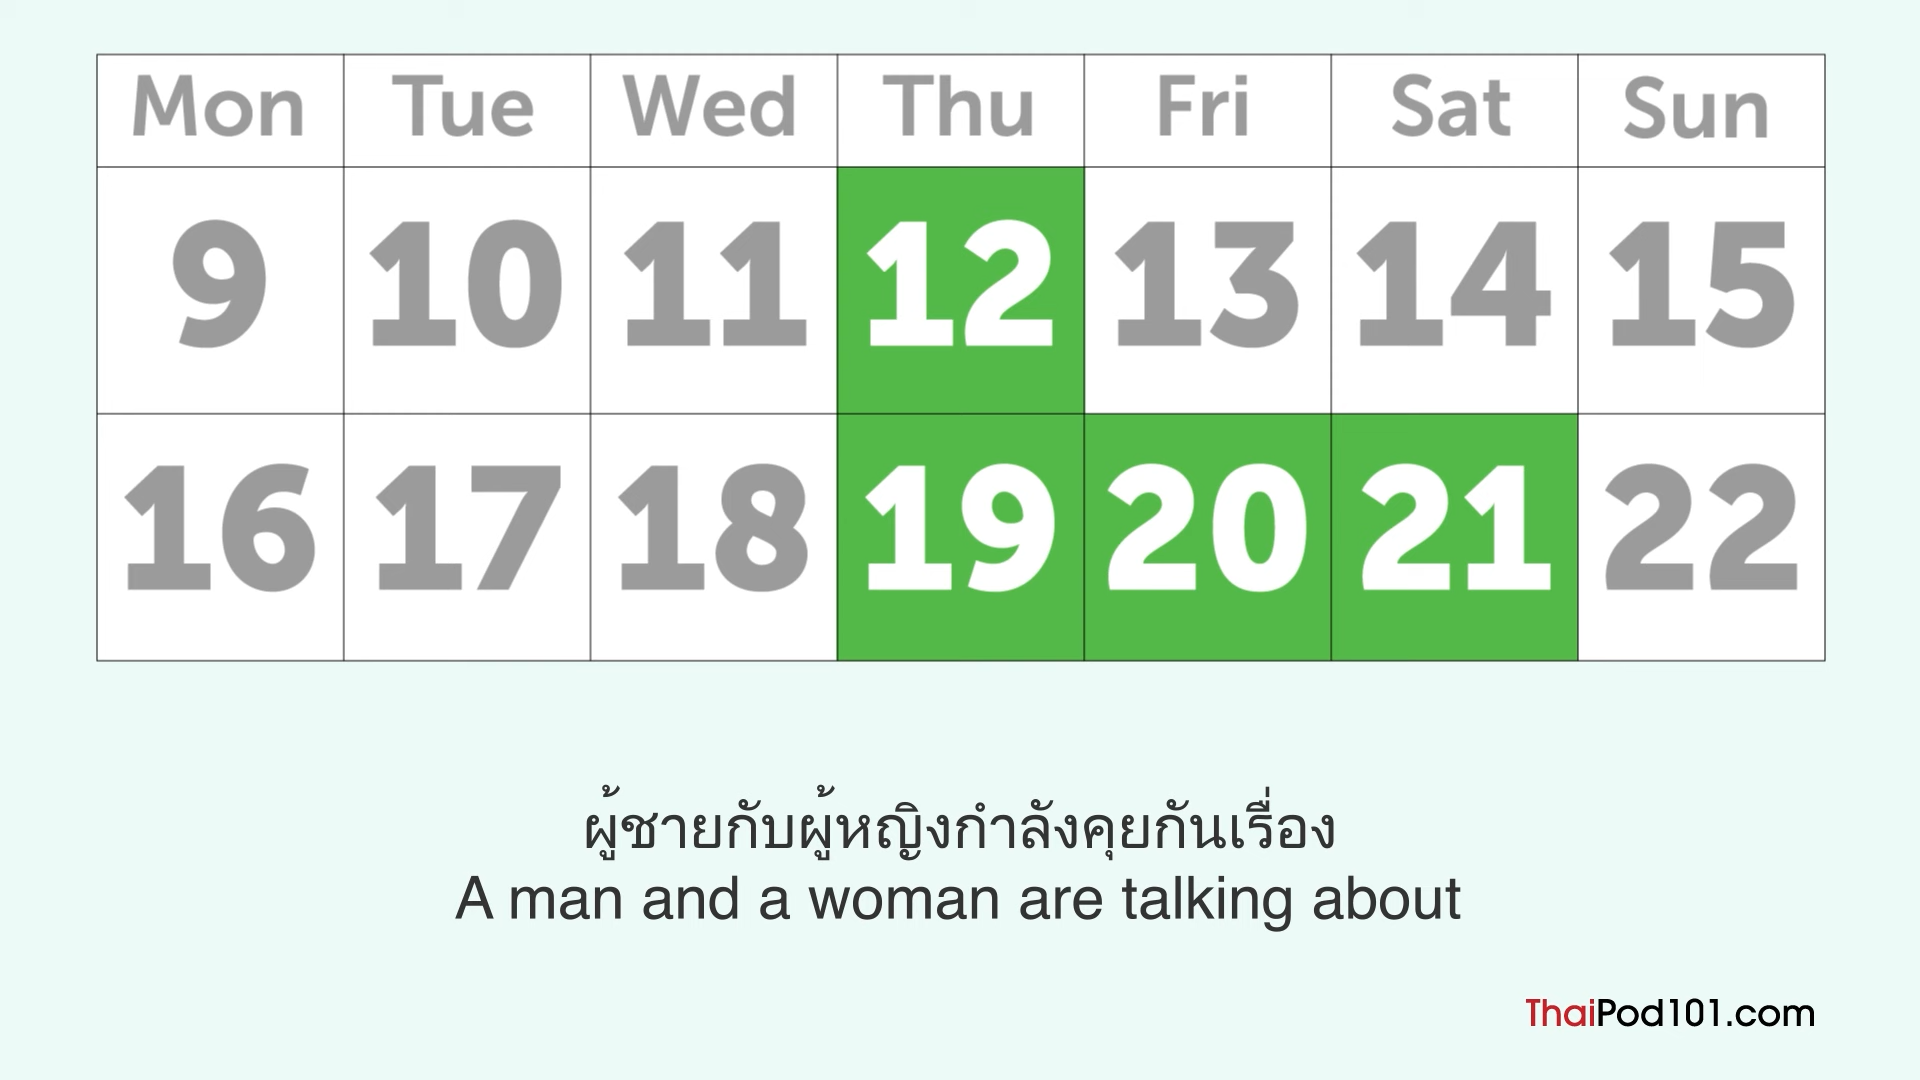 Mon Tue Wed Thu Fri Sat Sun
9 10 11 12 13 14 15
16 17 18 19 20 21 22
ผู้ชายกับผู้หญิงกำลังคุยกันเรื่อง
A man and a woman are talking about
ThaiPod101.com